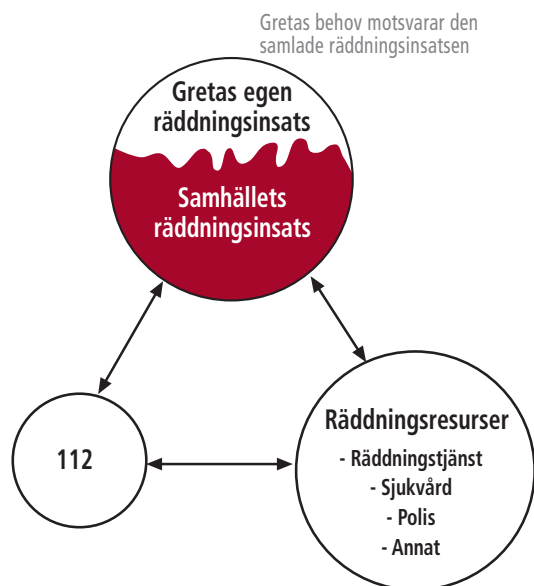 Gretas behov motsvarar den
samlade räddningsinsatsen
Gretas egen
räddningsinsats
Samhällets
räddningsinsats
112
Räddningsresurser
- Räddningstjänst
- Sjukvård
- Polis
- Annat